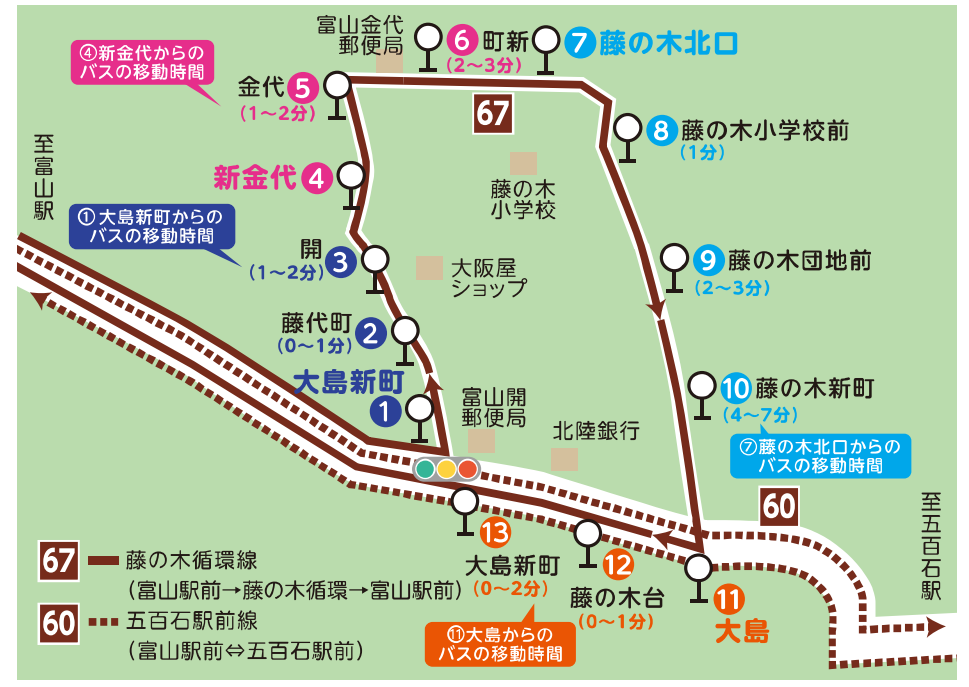 富山金代
郵便局
⑥町新
(2〜3分)
⑦藤の木北口
④新金代からの
バスの移動時間
金代⑤
(1〜2分)
67
⑧藤の木小学校前
(1分)
至富山駅
新金代④
藤の木
小学校
①大島新町からの
バスの移動時間
開③
(1〜2分)
大阪屋
ショップ
⑨藤の木団地前
(2〜3分)
藤代町②
(0〜1分)
大島新町
①
富山開
郵便局
北陸銀行
⑩藤の木新町
(4〜7分)
⑦藤の木北口からの
バスの移動時間
60
至五百石駅
⑬
大島新町
(0〜2分)
⑫
藤の木台
(0〜1分)
⑪
大島
⑪大島からの
バスの移動時間
67 藤の木循環線
(富山駅前→藤の木循環→富山駅前)
60 五百石駅前線
(富山駅前⇔五百石駅前)